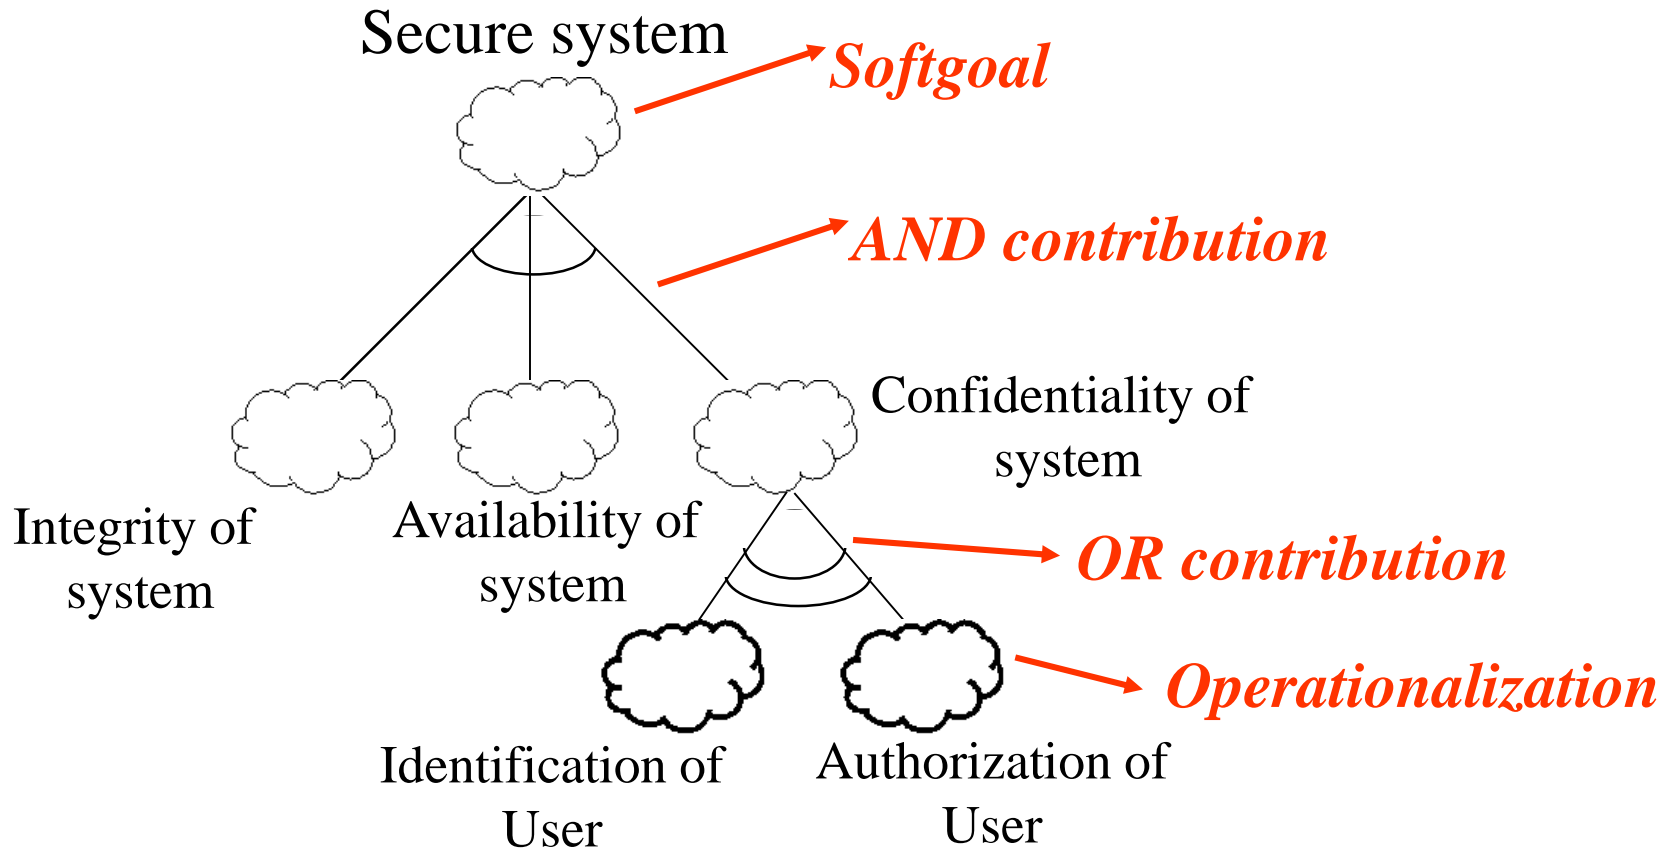 Secure system
Softgoal
AND contribution
Confidentiality of
system
Integrity of
system
Availability of
system
OR contribution
Operationalization
Identification of
User
Authorization of
User